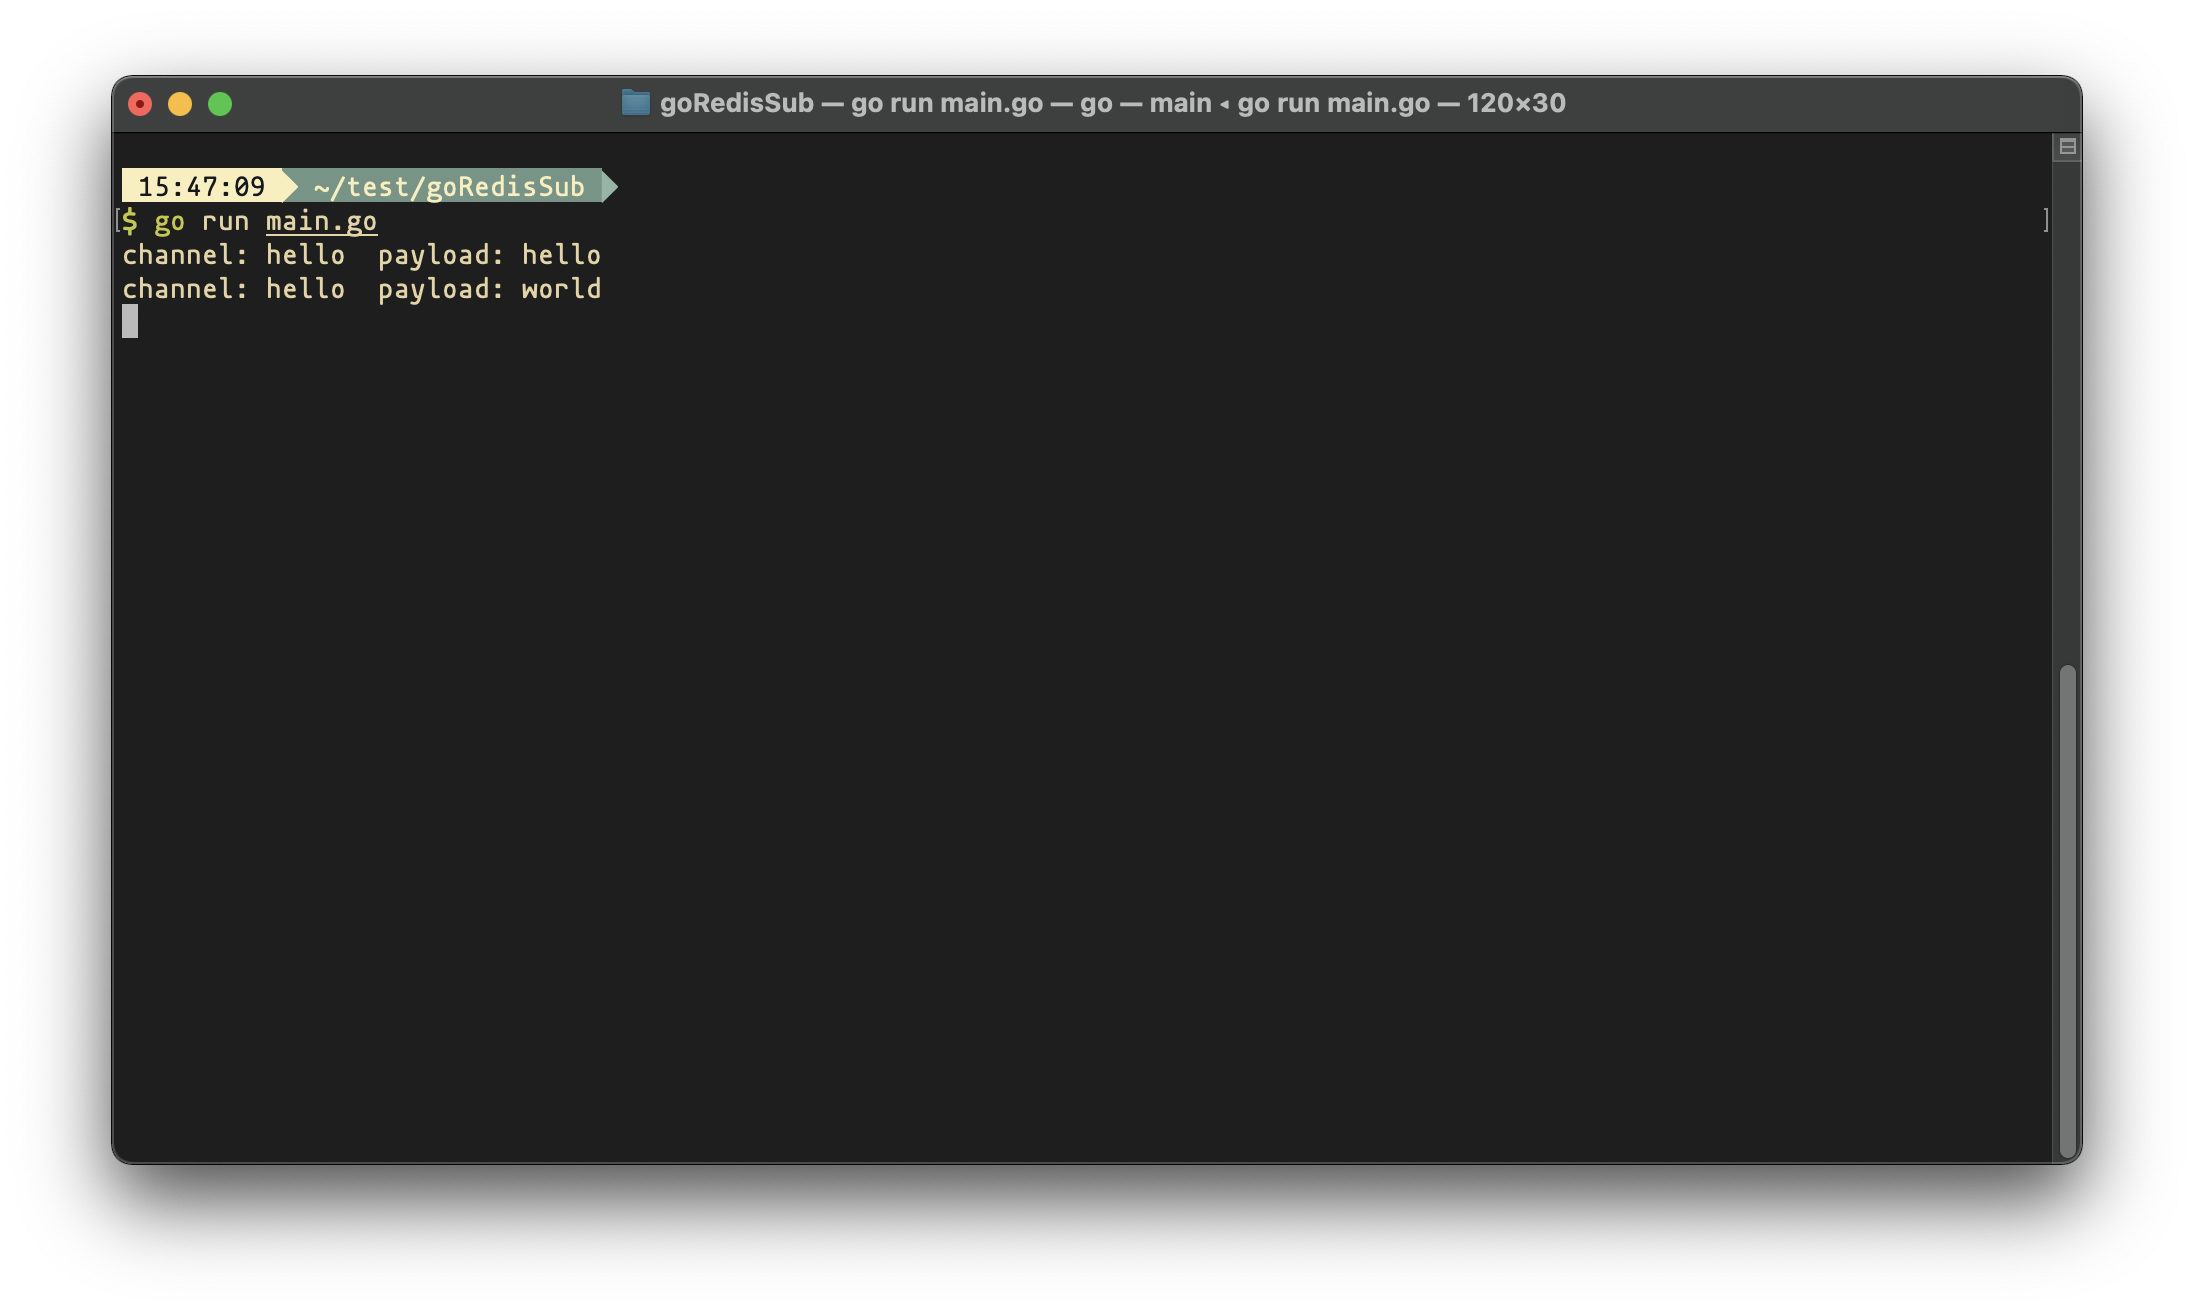 goRedisSub — go run main.go — go — main ◂ go run main.go — 120×30
15:47:09 ~/test/goRedisSub
[$ go run main.go ]
channel: hello  payload: hello
channel: hello  payload: world